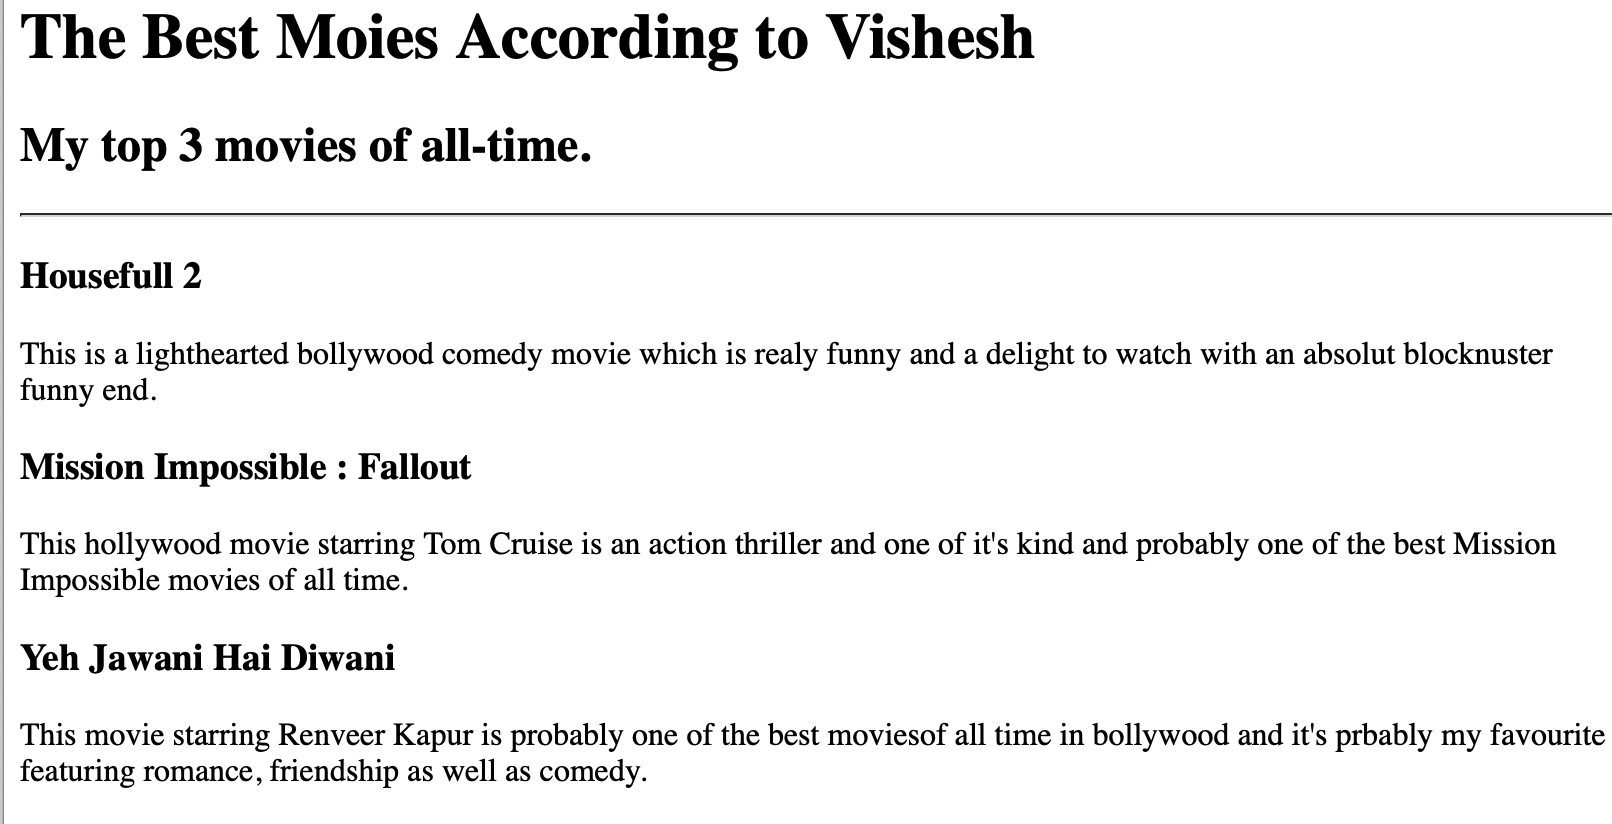 The Best Moies According to Vishesh
My top 3 movies of all-time.
Housefull 2
This is a lighthearted bollywood comedy movie which is realy funny and a delight to watch with an absolut blocknuster
funny end.
Mission Impossible : Fallout
This hollywood movie starring Tom Cruise is an action thriller and one of it's kind and probably one of the best Mission
Impossible movies of all time.
Yeh Jawani Hai Diwani
This movie starring Renveer Kapur is probably one of the best moviesof all time in bollywood and it's prbably my favourite
featuring romance, friendship as well as comedy.